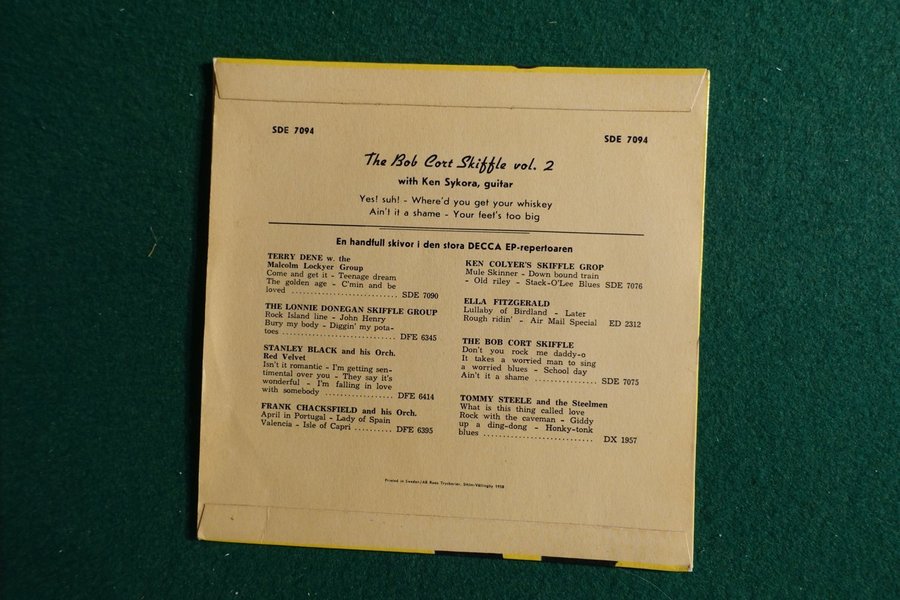 SDE 7094
SDE 7094
The Bob Cort Skiffle vol. 2
with Ken Sykora, guitar
Yes! suh! - Where'd you get your whiskey
Ain't it a shame - Your feet's too big
En handfull skivor i den stora DECCA EP-repertoaren
TERRY DENE w. the
Malcolm Lockyer Group
Come and get it - Teenage dream
The golden age - C'min and be
loved .............................. SDE 7090
THE LONNIE DONEGAN SKIFFLE GROUP
Rock Island line - John Henry
Bury my body - Diggin' my pota-
toes ................................ DFE 6345
STANLEY BLACK and his Orch.
Red Velvet
Isn't it romantic - I'm getting sen-
timental over you - They say it's
wonderful - I'm falling in love
with somebody ................... DFE 6414
FRANK CHACKSFIELD and his Orch.
April in Portugal - Lady of Spain
Valencia - Isle of Capri .......... DFE 6395
KEN COLYER'S SKIFFLE GROP
Mule Skinner - Down bound train
- Old riley - Stack-O'Lee Blues SDE 7076
ELLA FITZGERALD
Lullaby of Birdland - Later
Rough ridin' - Air Mail Special ED 2312
THE BOB CORT SKIFFLE
Don't you rock me daddy-o
It takes a worried man to sing
a worried blues - School day
Ain't it a shame ................. SDE 7075
TOMMY STEELE and the Steelmen
What is this thing called love
Rock with the caveman - Giddy
up a ding-dong - Honky-tonk
blues .............................. DX 1957
Printed in Sweden/AB Roos Tryckerier, Sthlm-Vällingby 1958